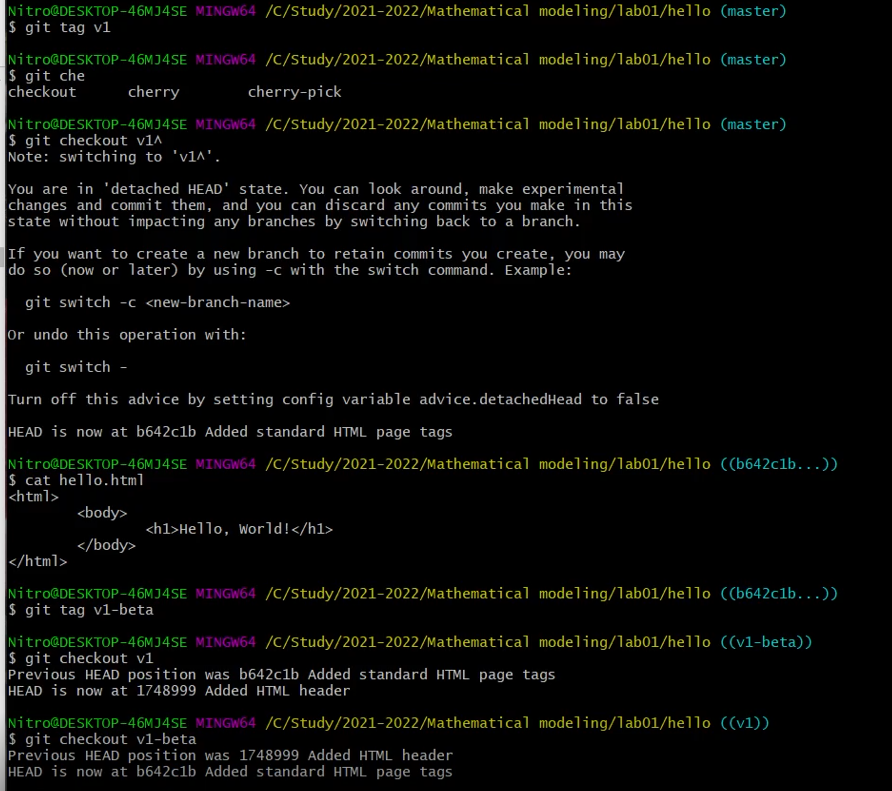 Nitro@DESKTOP-46MJ4SE MINGW64 /C/Study/2021-2022/Mathematical modeling/lab01/hello (master)
$ git tag v1
Nitro@DESKTOP-46MJ4SE MINGW64 /C/Study/2021-2022/Mathematical modeling/lab01/hello (master)
$ git che
checkout      cherry        cherry-pick
Nitro@DESKTOP-46MJ4SE MINGW64 /C/Study/2021-2022/Mathematical modeling/lab01/hello (master)
$ git checkout v1^
Note: switching to 'v1^'.
You are in 'detached HEAD' state. You can look around, make experimental
changes and commit them, and you can discard any commits you make in this
state without impacting any branches by switching back to a branch.
If you want to create a new branch to retain commits you create, you may
do so (now or later) by using -c with the switch command. Example:
  git switch -c <new-branch-name>
Or undo this operation with:
  git switch -
Turn off this advice by setting config variable advice.detachedHead to false
HEAD is now at b642c1b Added standard HTML page tags
Nitro@DESKTOP-46MJ4SE MINGW64 /C/Study/2021-2022/Mathematical modeling/lab01/hello ((b642c1b...))
$ cat hello.html
<html>
        <body>
                <h1>Hello, World!</h1>
        </body>
</html>
Nitro@DESKTOP-46MJ4SE MINGW64 /C/Study/2021-2022/Mathematical modeling/lab01/hello ((b642c1b...))
$ git tag v1-beta
Nitro@DESKTOP-46MJ4SE MINGW64 /C/Study/2021-2022/Mathematical modeling/lab01/hello ((v1-beta))
$ git checkout v1
Previous HEAD position was b642c1b Added standard HTML page tags
HEAD is now at 1748999 Added HTML header
Nitro@DESKTOP-46MJ4SE MINGW64 /C/Study/2021-2022/Mathematical modeling/lab01/hello ((v1))
$ git checkout v1-beta
Previous HEAD position was 1748999 Added HTML header
HEAD is now at b642c1b Added standard HTML page tags